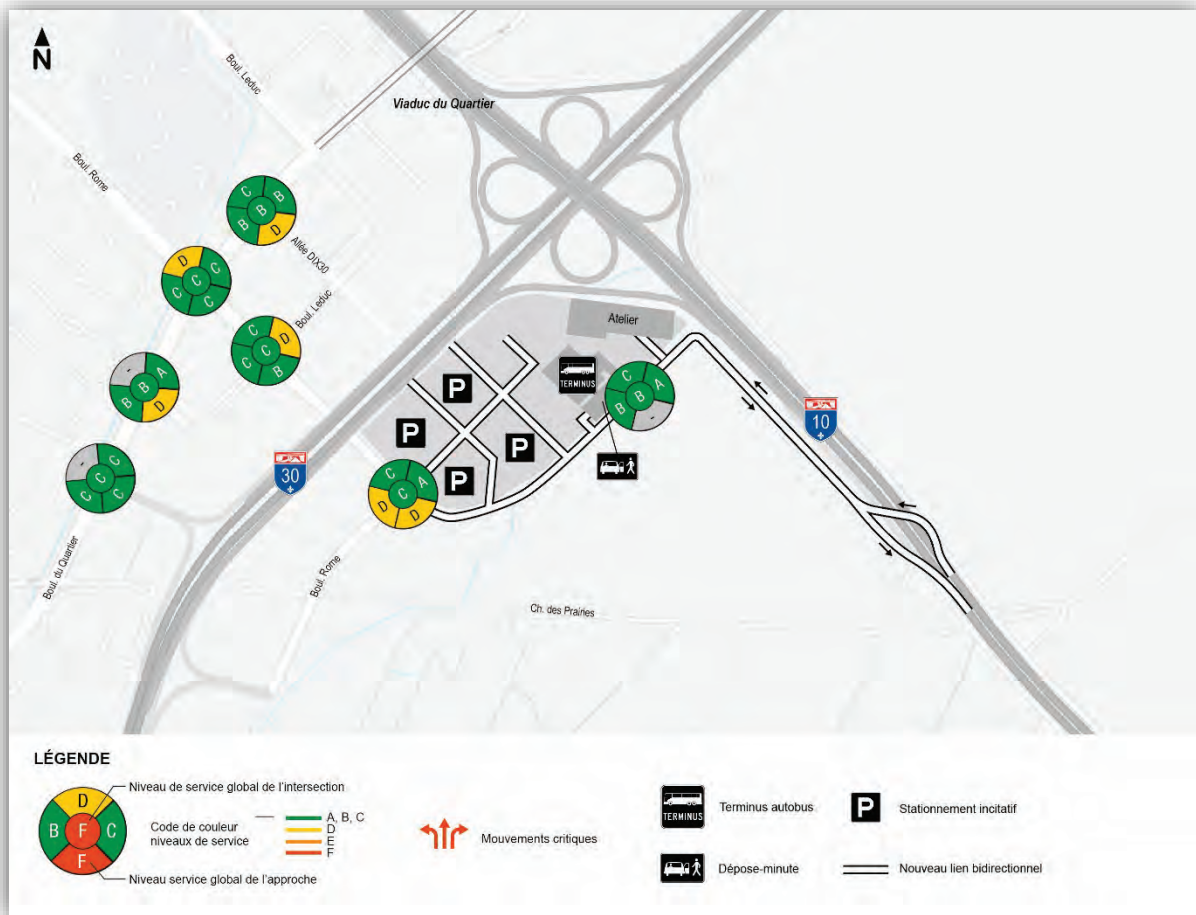 N
Boul. Leduc
Viaduc du Quartier
Boul. Rome
C
B
B
B
D
Allée DIX30
D
C
C
C
C
Boul. Leduc
C
D
C
C
B
-
A
B
B
D
-
C
C
C
C
Atelier
TERMINUS
C
A
B
B
-
P
P
P
P
10
30
C
A
C
D
D
Boul. du Quartier
Boul. Rome
Ch. des Prairies
LÉGENDE
Niveau de service global de l'intersection
D
B
F
C
F
Code de couleur
niveaux de service
A, B, C
D
E
F
Niveau service global de l'approche
Mouvements critiques
TERMINUS
Terminus autobus
P
Stationnement incitatif
Dépose-minute
Nouveau lien bidirectionnel